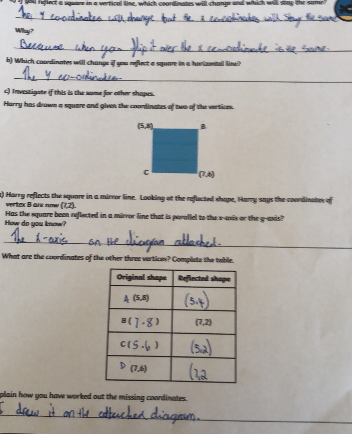 you reflect a square in a vertical line, which coordinates will change and which will stay the same?
The Y coordinates will change but the x coordinates will stay the same
Why?
Because when you flip it over the x co-ordinate is the same.
b) Which coordinates will change if you reflect a square in a horizontal line?
The Y co-ordinates
c) Investigate if this is the same for other shapes.
Harry has drawn a square and given the coordinates of two of the vertices.
(5,8) B
C (7,6)
) Harry reflects the square in a mirror line. Looking at the reflected shape, Harry says the coordinates of
vertex B are now (7,2).
Has the square been reflected in a mirror line that is parallel to the x-axis or the y-axis?
How do you know?
The X-axis on the diagram attached.
What are the coordinates of the other three vertices? Complete the table.
Original shape Reflected shape
A (5,8) (5.4)
B (7.8) (7,2)
C (5.6) (5,2)
D (7,6) (7,2
plain how you have worked out the missing coordinates.
I drew it on the attached diagram.